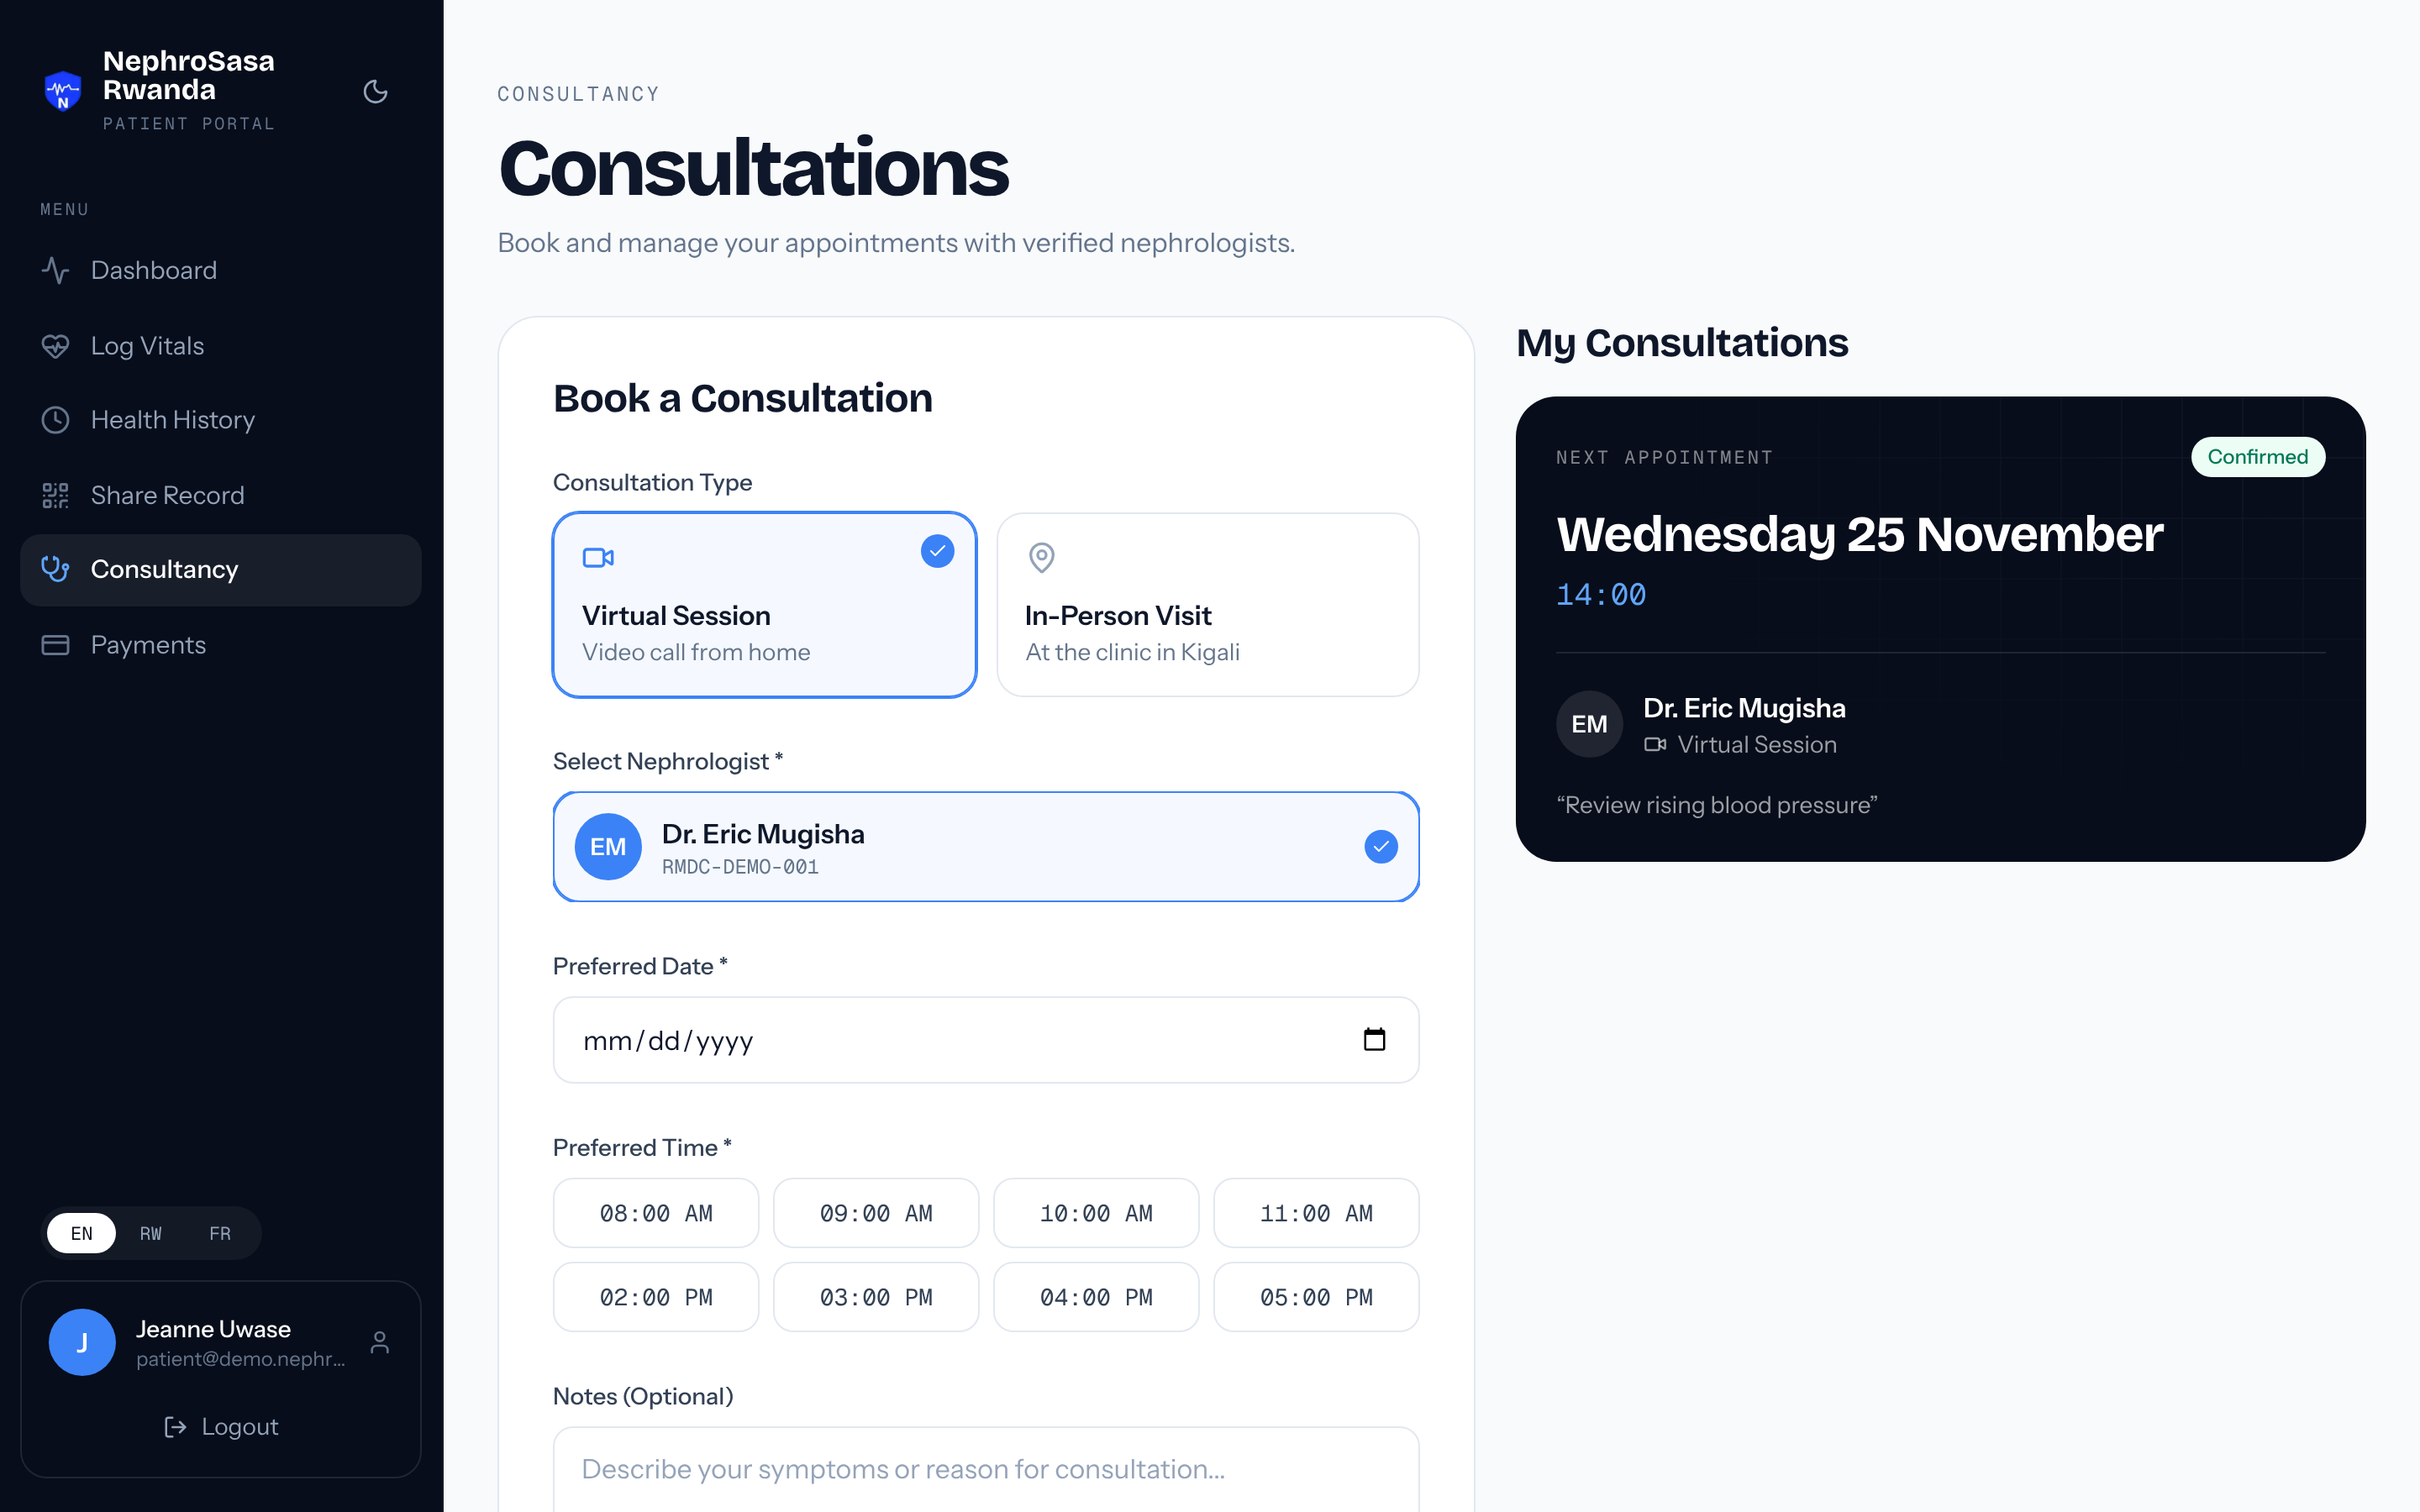 NephroSasa
Rwanda
PATIENT PORTAL
MENU
Dashboard
Log Vitals
Health History
Share Record
Consultancy
Payments
EN RW FR
J
Jeanne Uwase
patient@demo.nephr...
Logout
CONSULTANCY
Consultations
Book and manage your appointments with verified nephrologists.
Book a Consultation
Consultation Type
Virtual Session
Video call from home
In-Person Visit
At the clinic in Kigali
Select Nephrologist *
EM
Dr. Eric Mugisha
RMDC-DEMO-001
Preferred Date *
mm/dd/yyyy
Preferred Time *
08:00 AM 09:00 AM 10:00 AM 11:00 AM
02:00 PM 03:00 PM 04:00 PM 05:00 PM
Notes (Optional)
Describe your symptoms or reason for consultation...
My Consultations
NEXT APPOINTMENT
Confirmed
Wednesday 25 November
14:00
EM
Dr. Eric Mugisha
Virtual Session
“Review rising blood pressure”